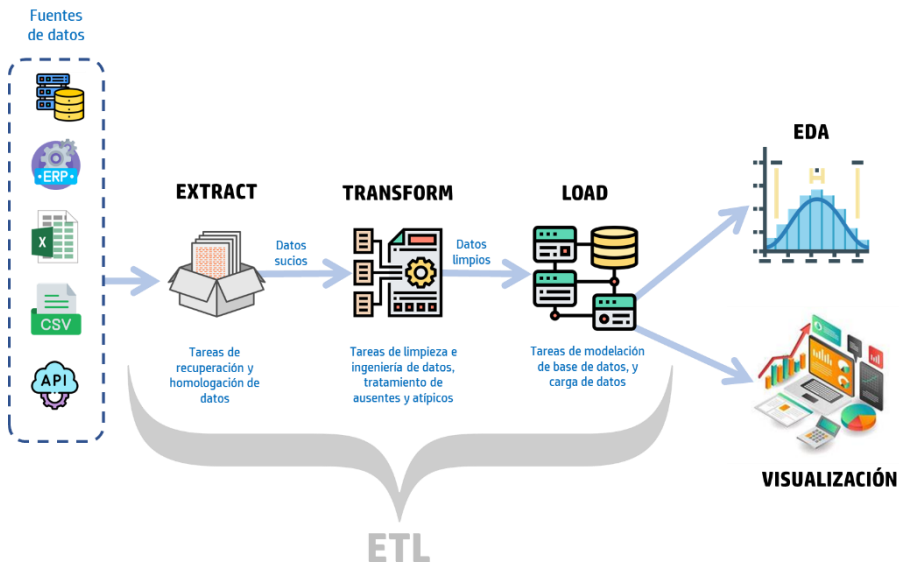 Fuentes
de datos
ERP
X
CSV
API
EXTRACT
Datos
sucios
TRANSFORM
Datos
limpios
LOAD
EDA
Tareas de
recuperación y
homologación de
datos
Tareas de limpieza e
ingeniería de datos,
tratamiento de
ausentes y atípicos
Tareas de modelación
de base de datos, y
carga de datos
VISUALIZACIÓN
ETL